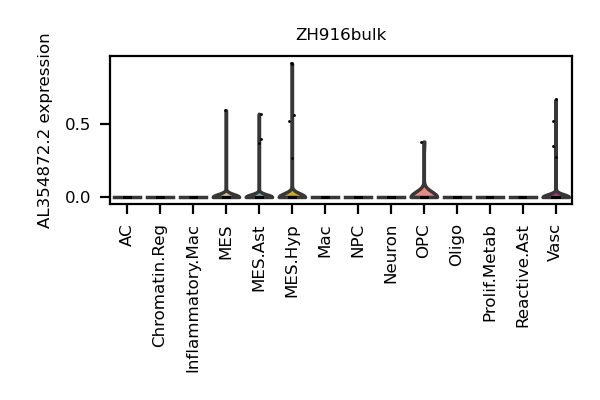 ZH916bulk
AL354872.2 expression
0.5
0.0
AC
Chromatin.Reg
Inflammatory.Mac
MES
MES.Ast
MES.Hyp
Mac
NPC
Neuron
OPC
Oligo
Prolif.Metab
Reactive.Ast
Vasc